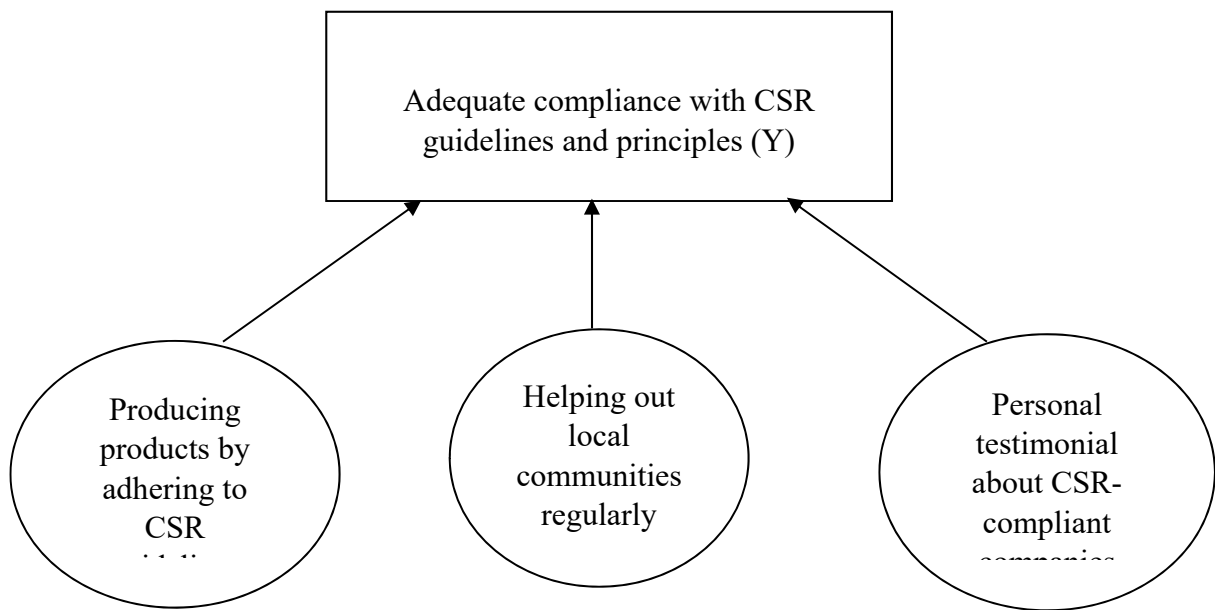 Adequate compliance with CSR
guidelines and principles (Y)
Producing
products by
adhering to
CSR
Helping out
local
communities
regularly
Personal
testimonial
about CSR-
compliant